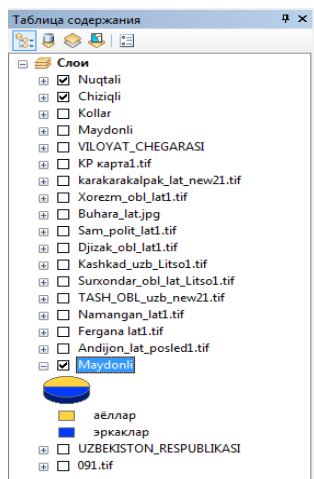 Таблица содержания
Слои
Nuqtali
Chiziqli
Kollar
Maydonli
VILOYAT_CHEGARASI
КР карта1.tif
karakarakalpak_lat_new21.tif
Xorezm_obl_lat1.tif
Buhara_lat.jpg
Sam_polit_lat1.tif
Djizak_obl_lat1.tif
Kashkad_uzb_Litso1.tif
Surxondar_obl_lat_Litso1.tif
TASH_OBL_uzb_new21.tif
Namangan_lat1.tif
Fergana lat1.tif
Andijon_lat_posled1.tif
Maydonli
аёллар
эркаклар
UZBEKISTON_RESPUBLIKASI
091.tif